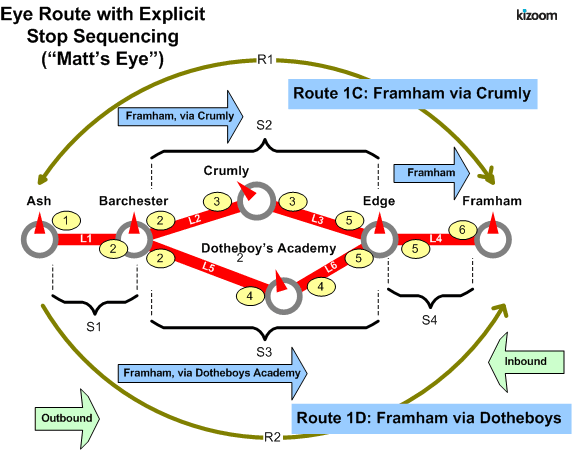 Eye Route with Explicit
Stop Sequencing
(“Matt’s Eye”)
kizoom
R1
Route 1C: Framham via Crumly
Framham, via Crumly
S2
Framham
Crumly
Ash
Barchester
Edge
Framham
1
2
3
3
5
6
L2
L3
L1
2
L4
5
Dotheboy’s Academy
2
2
L5
L6
5
4
4
S1
S3
S4
Framham, via Dotheboys Academy
Inbound
Outbound
Route 1D: Framham via Dotheboys
R2